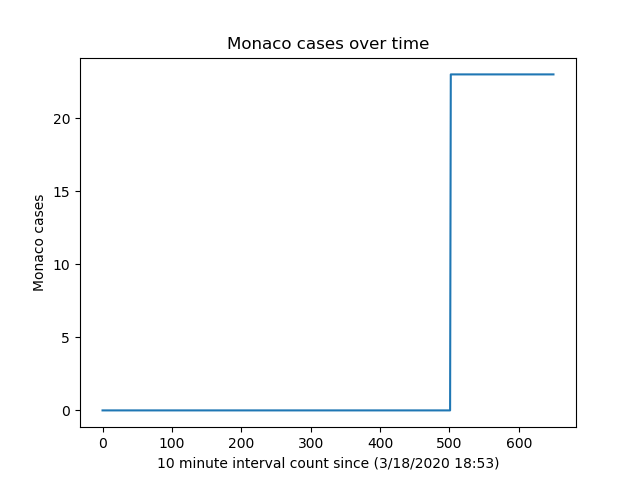 Monaco cases over time
Monaco cases
20
15
10
5
0
0 100 200 300 400 500 600
10 minute interval count since (3/18/2020 18:53)